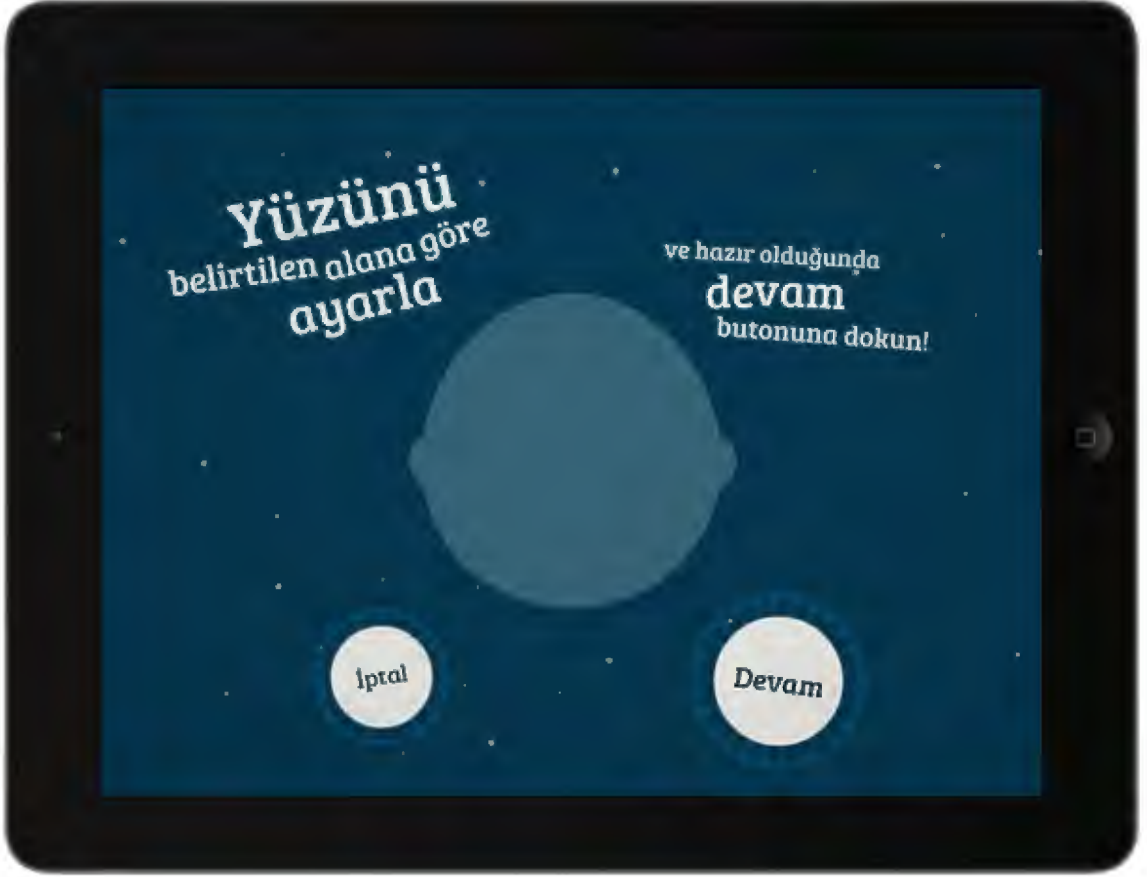 Yüzünü
belirtilen alana göre
ayarla
ve hazır olduğunda
devam
butonuna dokun!
İptal
Devam